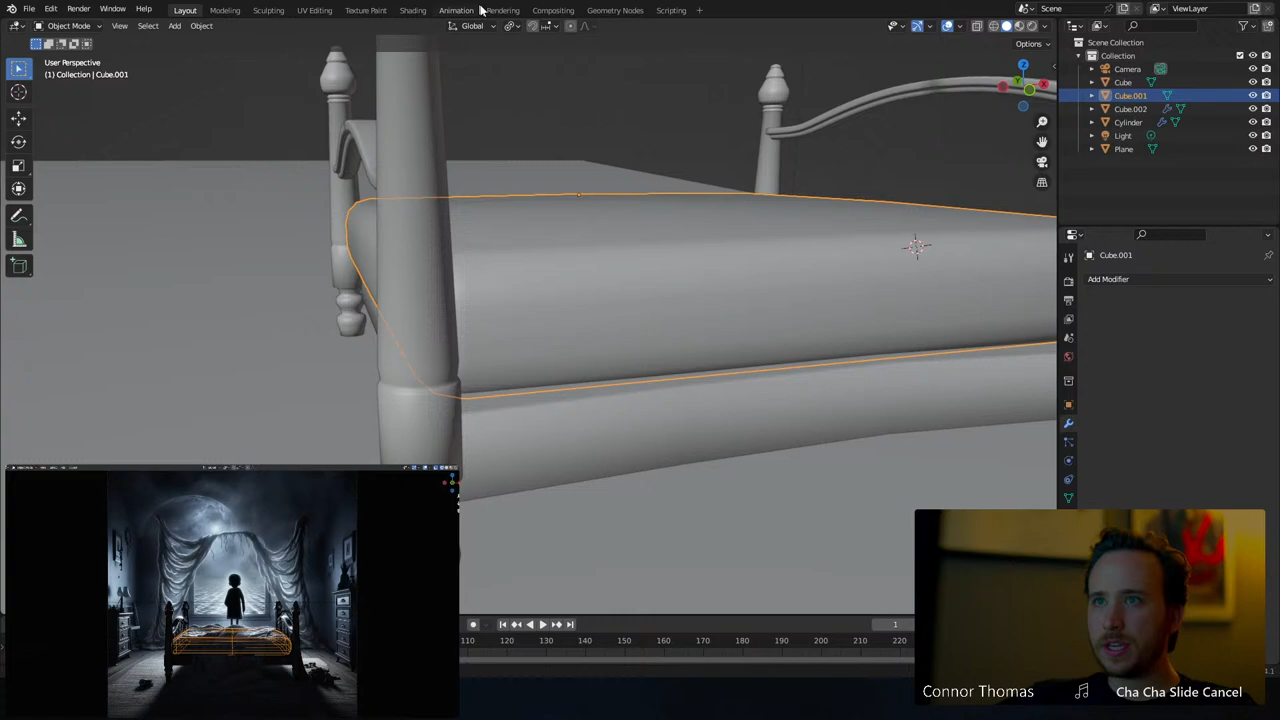 File Edit Render Window Help
Layout Modeling Sculpting UV Editing Texture Paint Shading Animation Rendering Compositing Geometry Nodes Scripting +
Scene
ViewLayer
Object Mode View Select Add Object
Global
Options
User Perspective
(1) Collection | Cube.001
Z
Y
X
Scene Collection
Collection
Camera
Cube
Cube.001
Cube.002
Cylinder
Light
Plane
Cube.001
Add Modifier
1
110 120 130 140 150 160 170 180 190 200 210 220
Connor Thomas
Cha Cha Slide Cancel